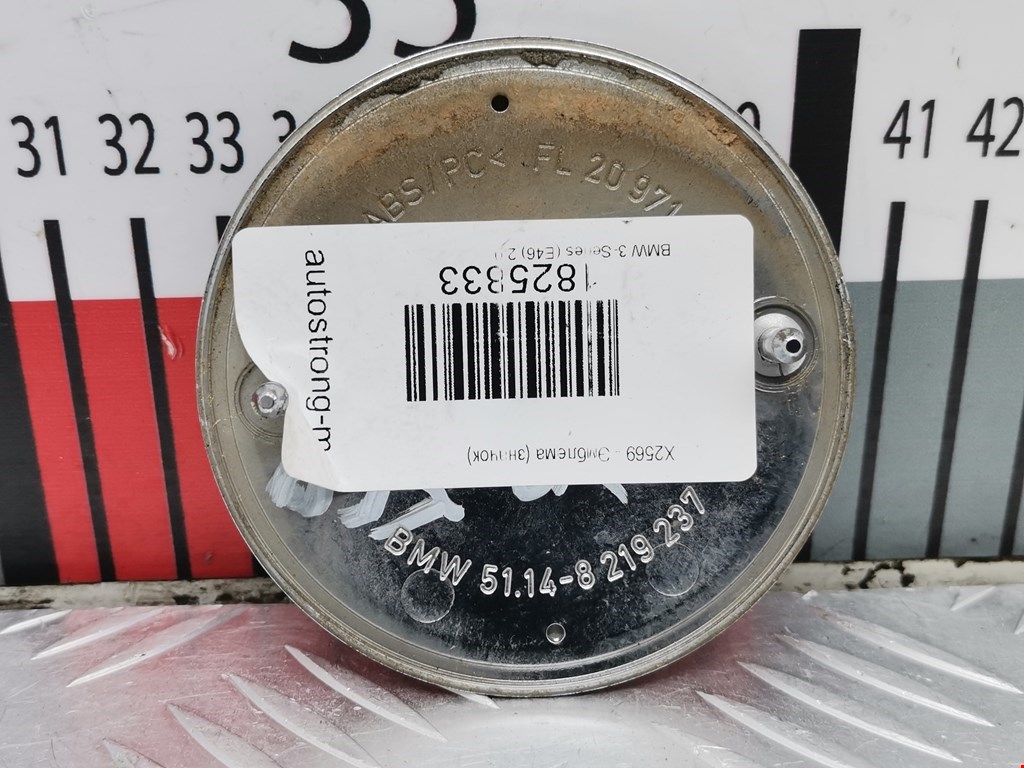 31 32 33
41 42
ABS/PC< FL 20 971
BMW 3-Series (E46) 2
1825833
autostrong-m
X2569 - Эмблема (значок)
BMW 51.14-8 219 237